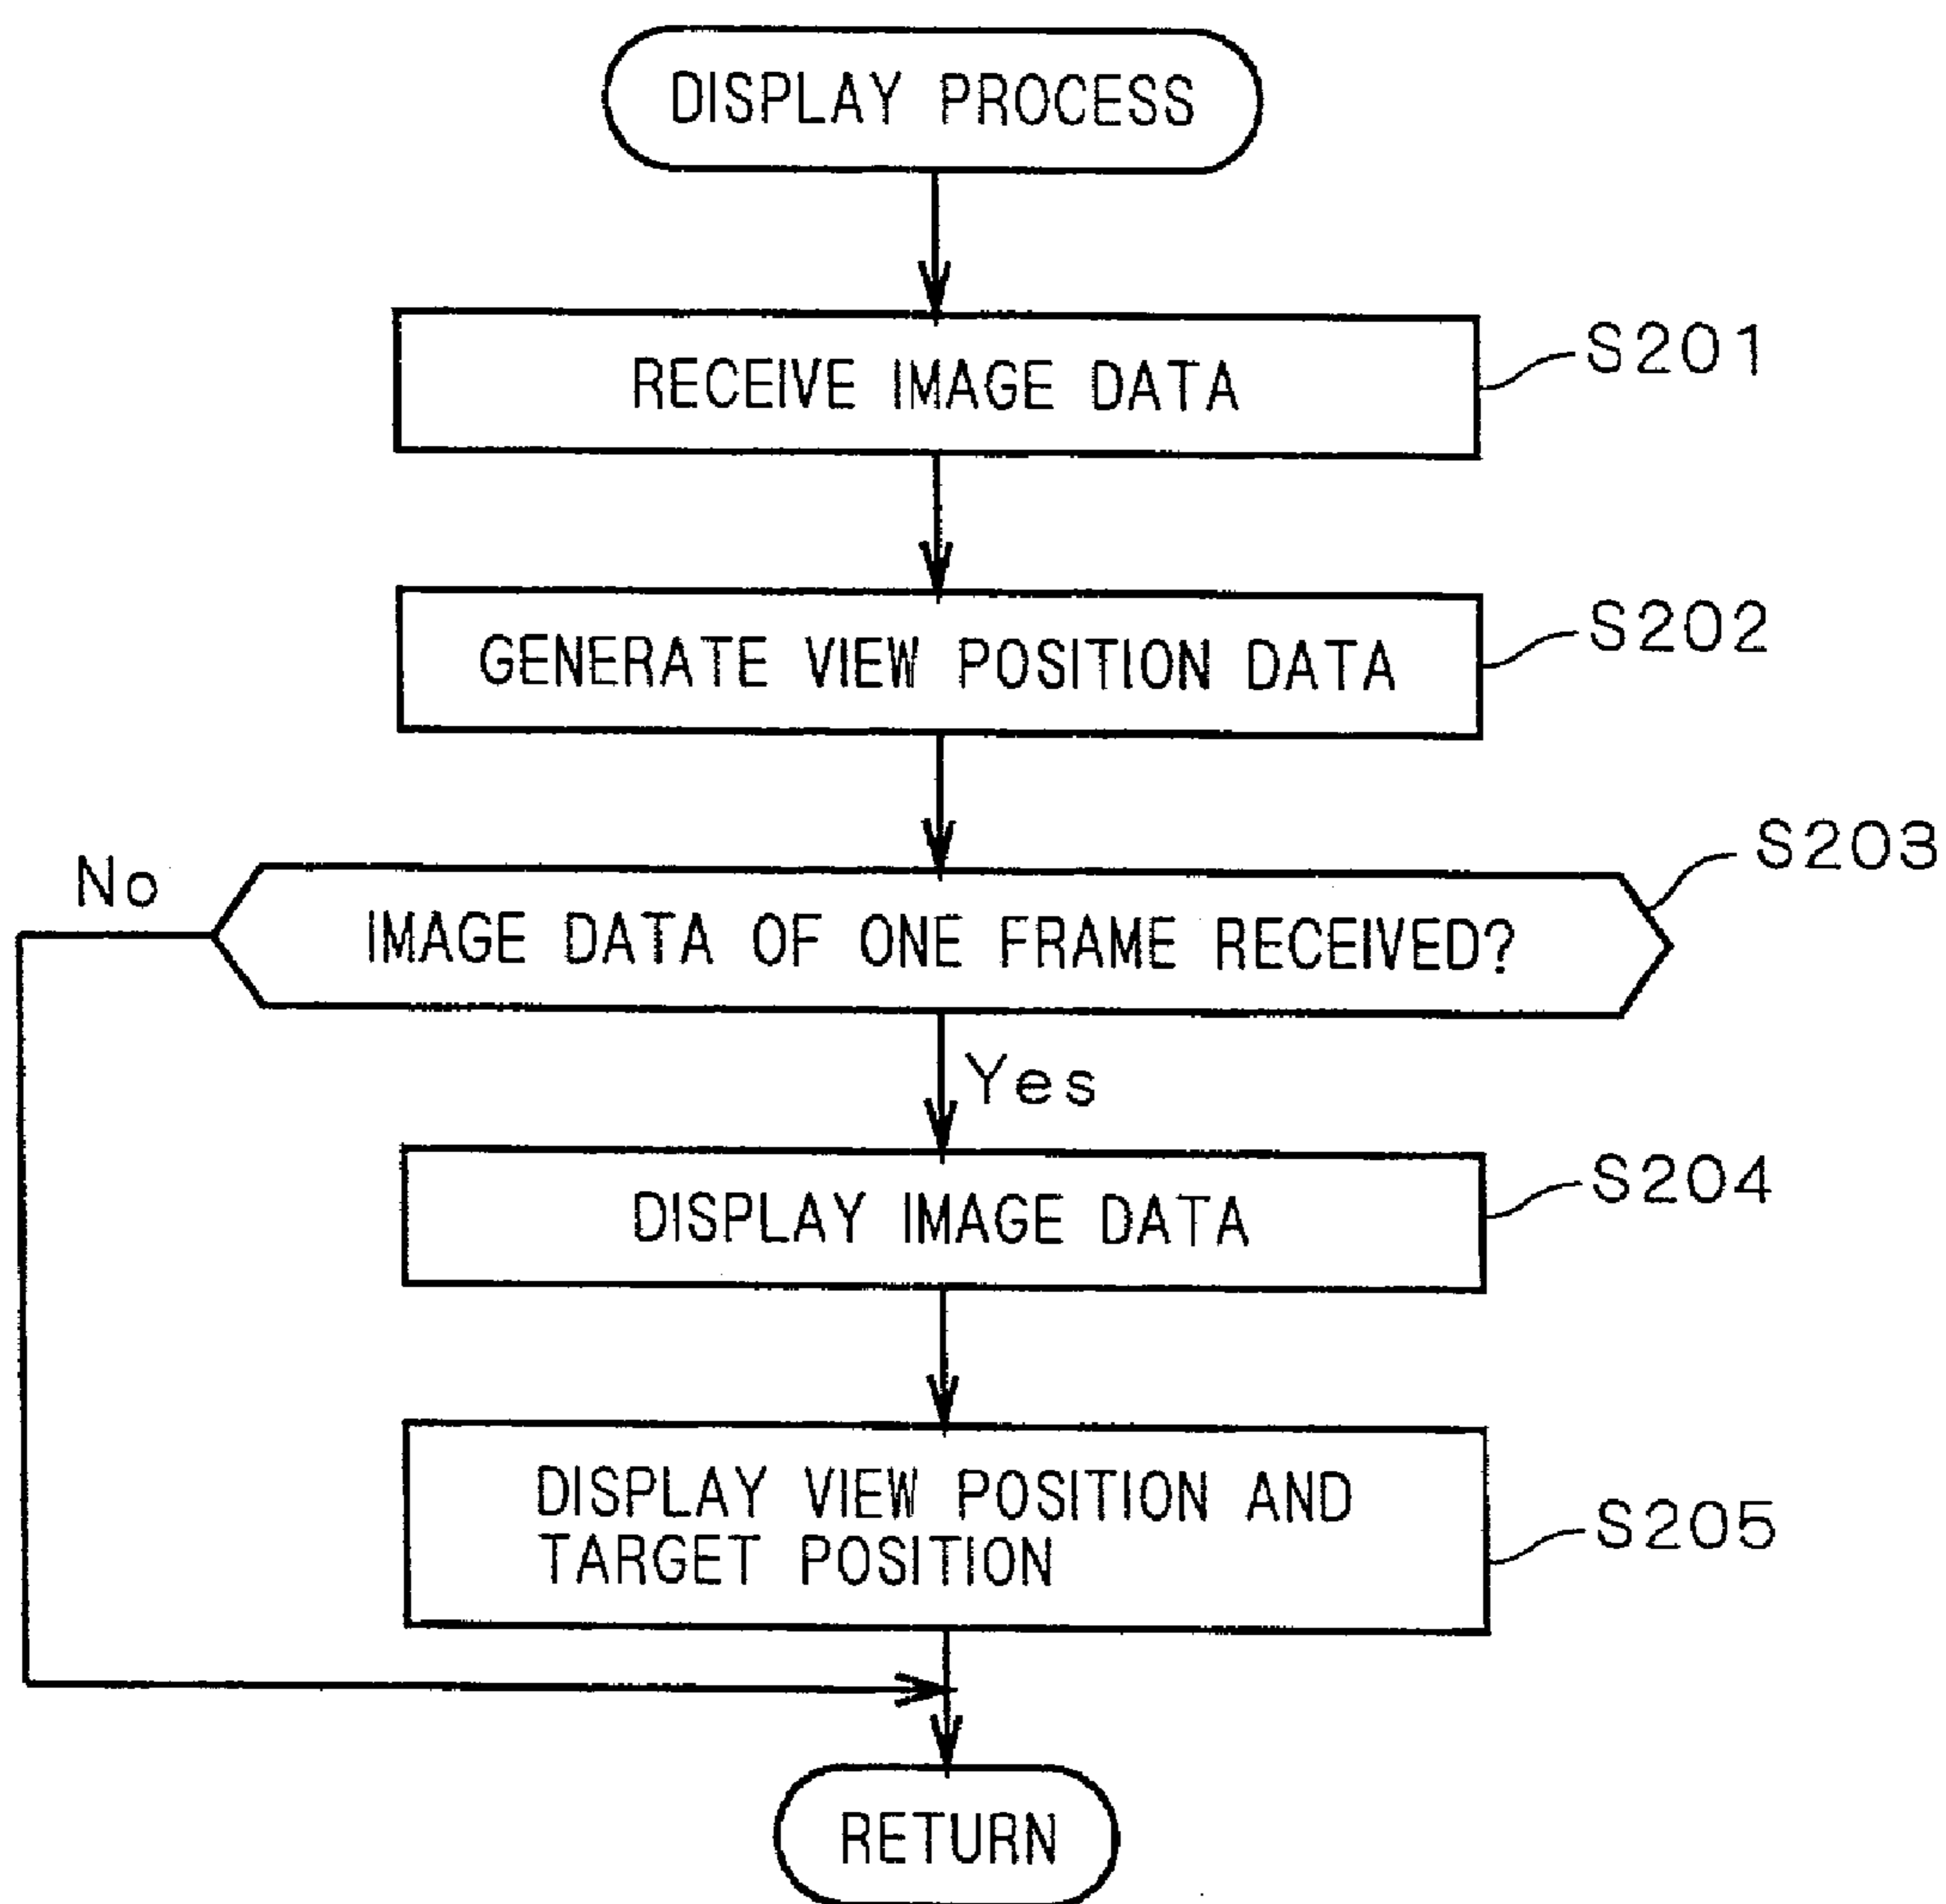 DISPLAY PROCESS
RECEIVE IMAGE DATA
S201
GENERATE VIEW POSITION DATA
S202
S203
No
IMAGE DATA OF ONE FRAME RECEIVED?
Yes
DISPLAY IMAGE DATA
S204
DISPLAY VIEW POSITION AND
TARGET POSITION
S205
RETURN